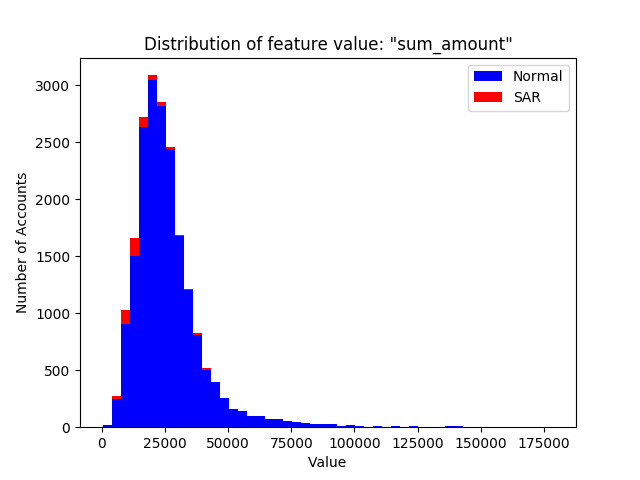 Distribution of feature value: "sum_amount"
Normal
SAR
Number of Accounts
3000
2500
2000
1500
1000
500
0
0 25000 50000 75000 100000 125000 150000 175000
Value